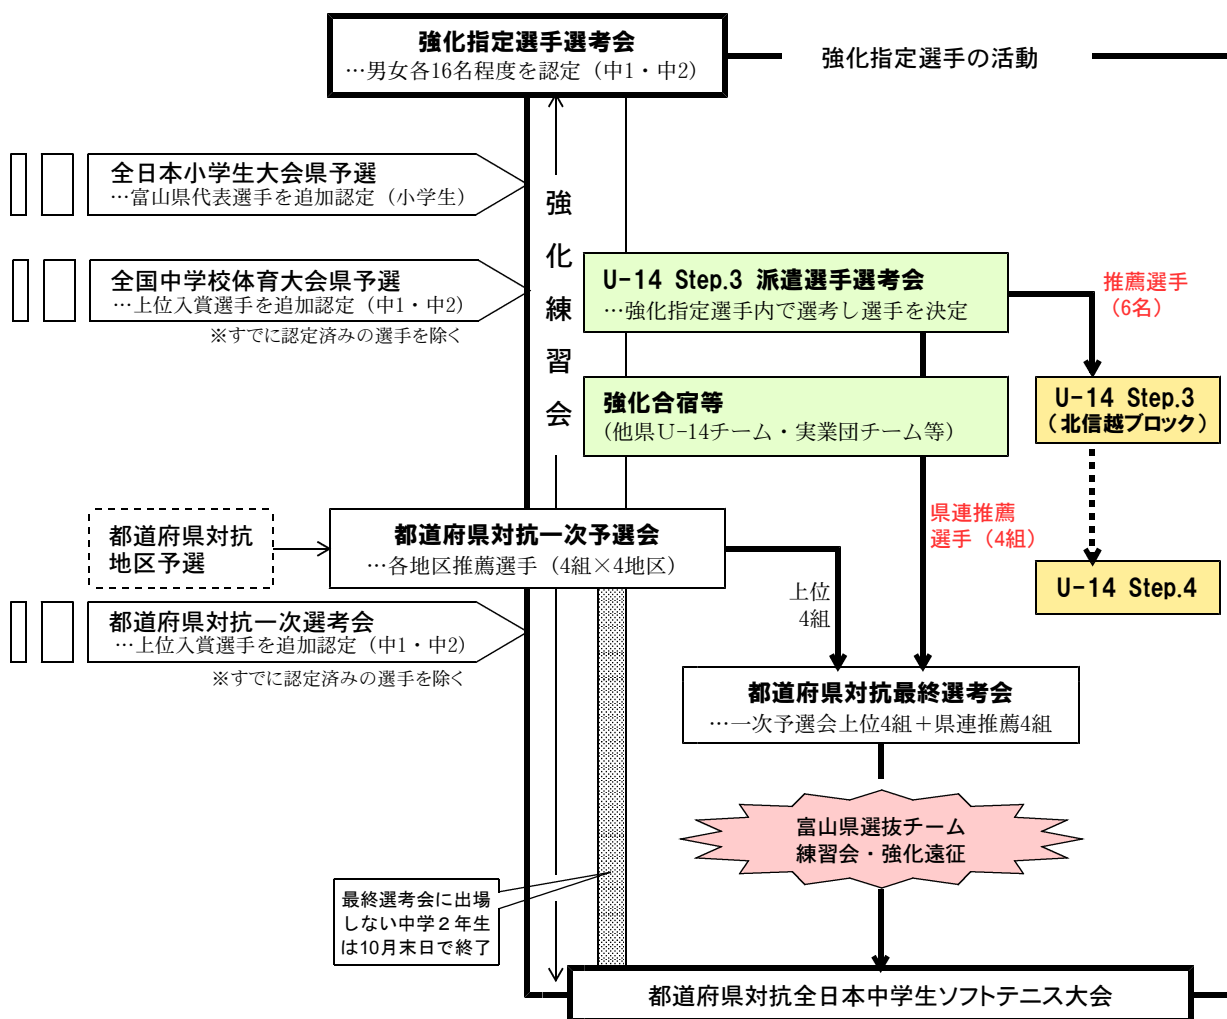 強化指定選手選考会
…男女各16名程度を認定（中1・中2）
強化指定選手の活動
全日本小学生大会県予選
…富山県代表選手を追加認定（小学生）
強化練習会
全国中学校体育大会県予選
…上位入賞選手を追加認定（中1・中2）
※すでに認定済みの選手を除く
U-14 Step.3 派遣選手選考会
…強化指定選手内で選考し選手を決定
推薦選手
（6名）
強化合宿等
(他県U-14チーム・実業団チーム等）
U-14 Step.3
（北信越ブロック）
都道府県対抗
地区予選
都道府県対抗一次予選会
…各地区推薦選手（4組×4地区）
県連推薦
選手（4組）
U-14 Step.4
上位
4組
都道府県対抗一次選考会
…上位入賞選手を追加認定（中1・中2）
※すでに認定済みの選手を除く
都道府県対抗最終選考会
…一次予選会上位4組＋県連推薦4組
富山県選抜チーム
練習会・強化遠征
最終選考会に出場
しない中学２年生
は10月末日で終了
都道府県対抗全日本中学生ソフトテニス大会